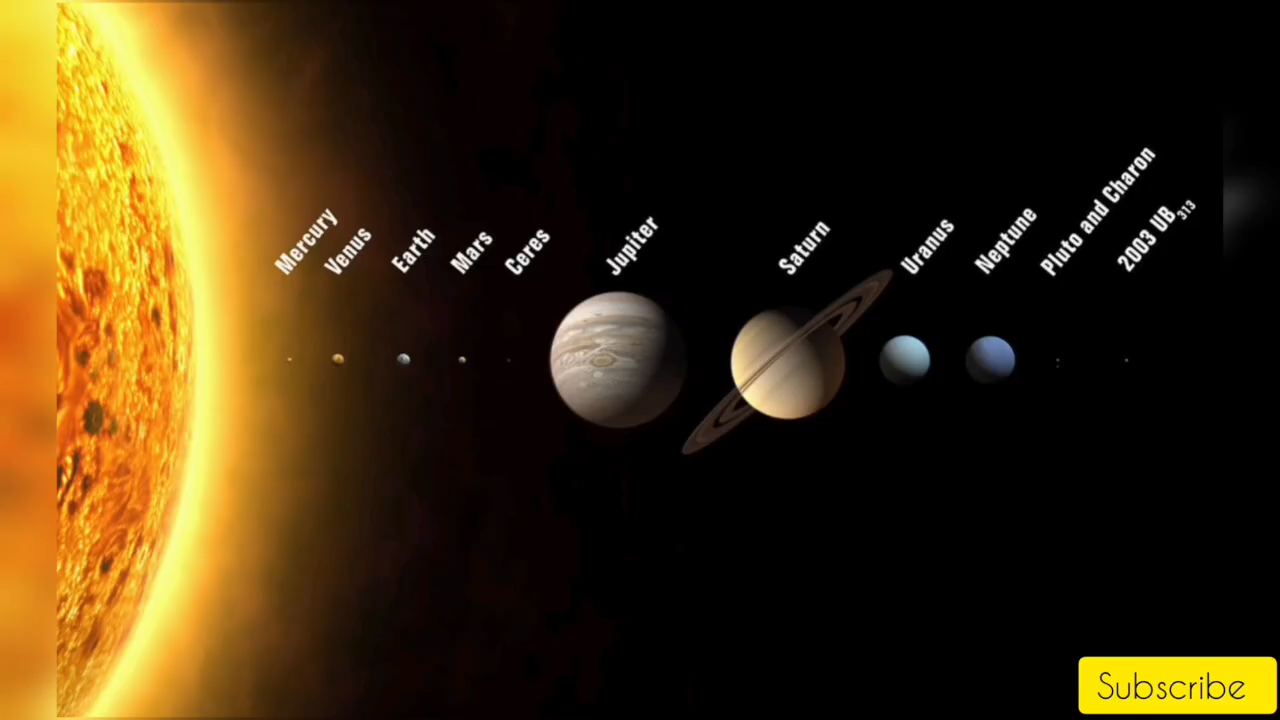 Mercury
Venus
Earth
Mars
Ceres
Jupiter
Saturn
Uranus
Neptune
Pluto and Charon
2003 UB₃₁₃
Subscribe